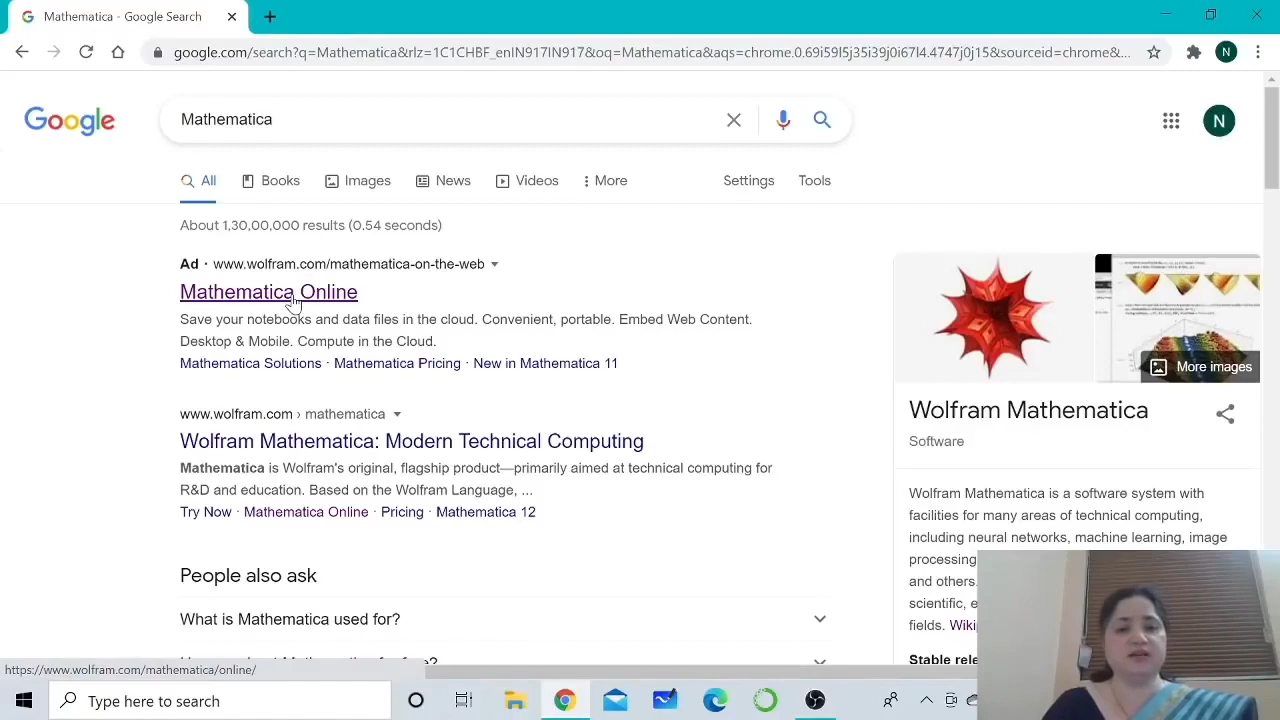 Mathematica - Google Search
google.com/search?q=Mathematica&rlz=1C1CHBF_enIN917IN917&oq=Mathematica&aqs=chrome.0.69i59l5j35i39j0i67l4.4747j0j15&sourceid=chrome&...
N
Google
Mathematica
N
All
Books
Images
News
Videos
More
Settings
Tools
About 1,30,00,000 results (0.54 seconds)
Ad · www.wolfram.com/mathematica-on-the-web
Mathematica Online
Save your notebooks and data files in
enient, portable. Embed Web Content.
Desktop & Mobile. Compute in the Cloud.
Mathematica Solutions · Mathematica Pricing · New in Mathematica 11
www.wolfram.com › mathematica
Wolfram Mathematica: Modern Technical Computing
Mathematica is Wolfram's original, flagship product—primarily aimed at technical computing for
R&D and education. Based on the Wolfram Language, ...
Try Now · Mathematica Online · Pricing · Mathematica 12
People also ask
What is Mathematica used for?
More images
Wolfram Mathematica
Software
Wolfram Mathematica is a software system with
facilities for many areas of technical computing,
including neural networks, machine learning, image
processing
and others.
scientific, e
fields. Wiki
Stable rele
https://www.wolfram.com/mathematica/online/
Type here to search